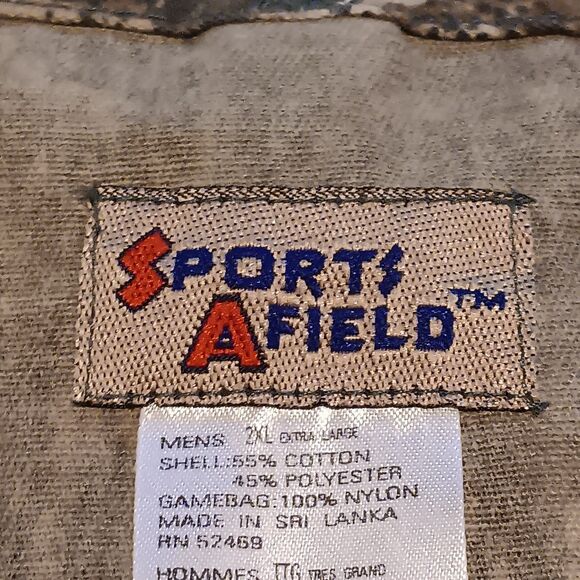 SPORTS
AFIELD™
MENS 2XL EXTRA LARGE
SHELL:55% COTTON
45% POLYESTER
GAMEBAG:100% NYLON
MADE IN SRI LANKA
RN 52469
HOMMES TTG TRES GRAND